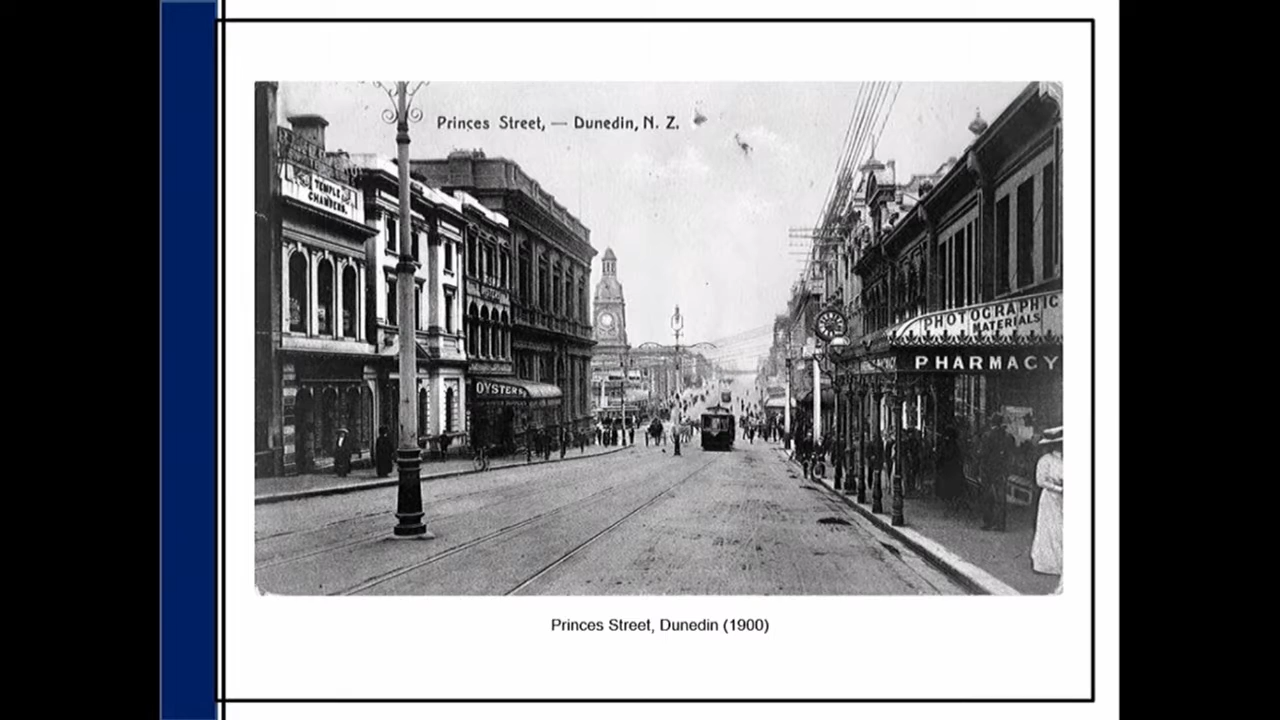 Princes Street, — Dunedin, N. Z.
TEMPLE
CHAMBERS.
OYSTERS
PHOTOGRAPHIC
MATERIALS
PHARMACY
Princes Street, Dunedin (1900)